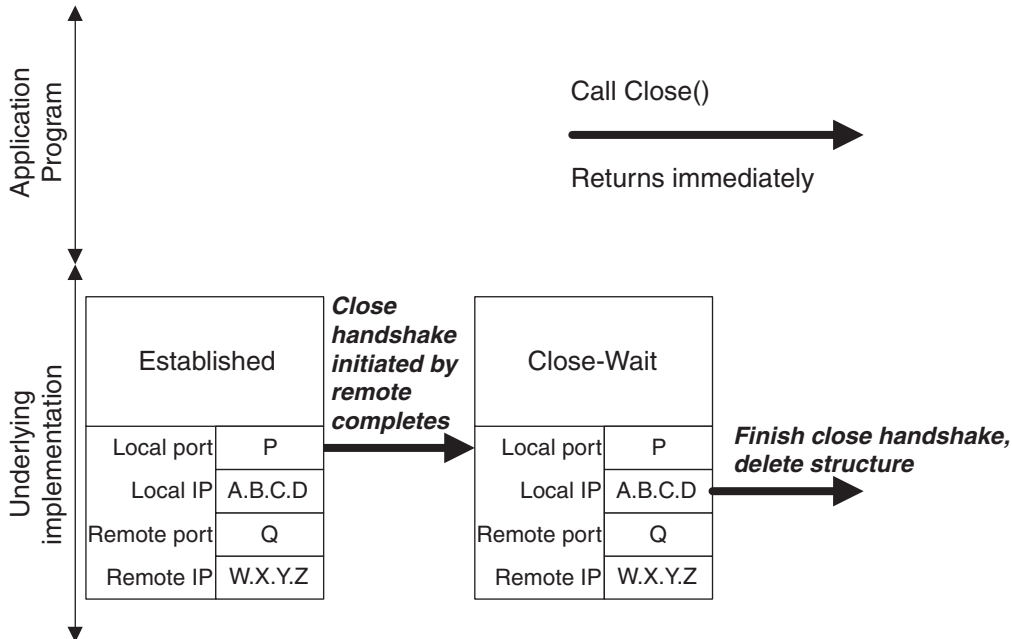 Application
Program
Call Close()
Returns immediately
Underlying
implementation
Established
Local port P
Local IP A.B.C.D
Remote port Q
Remote IP W.X.Y.Z
Close
handshake
initiated by
remote
completes
Close-Wait
Local port P
Local IP A.B.C.D
Remote port Q
Remote IP W.X.Y.Z
Finish close handshake,
delete structure